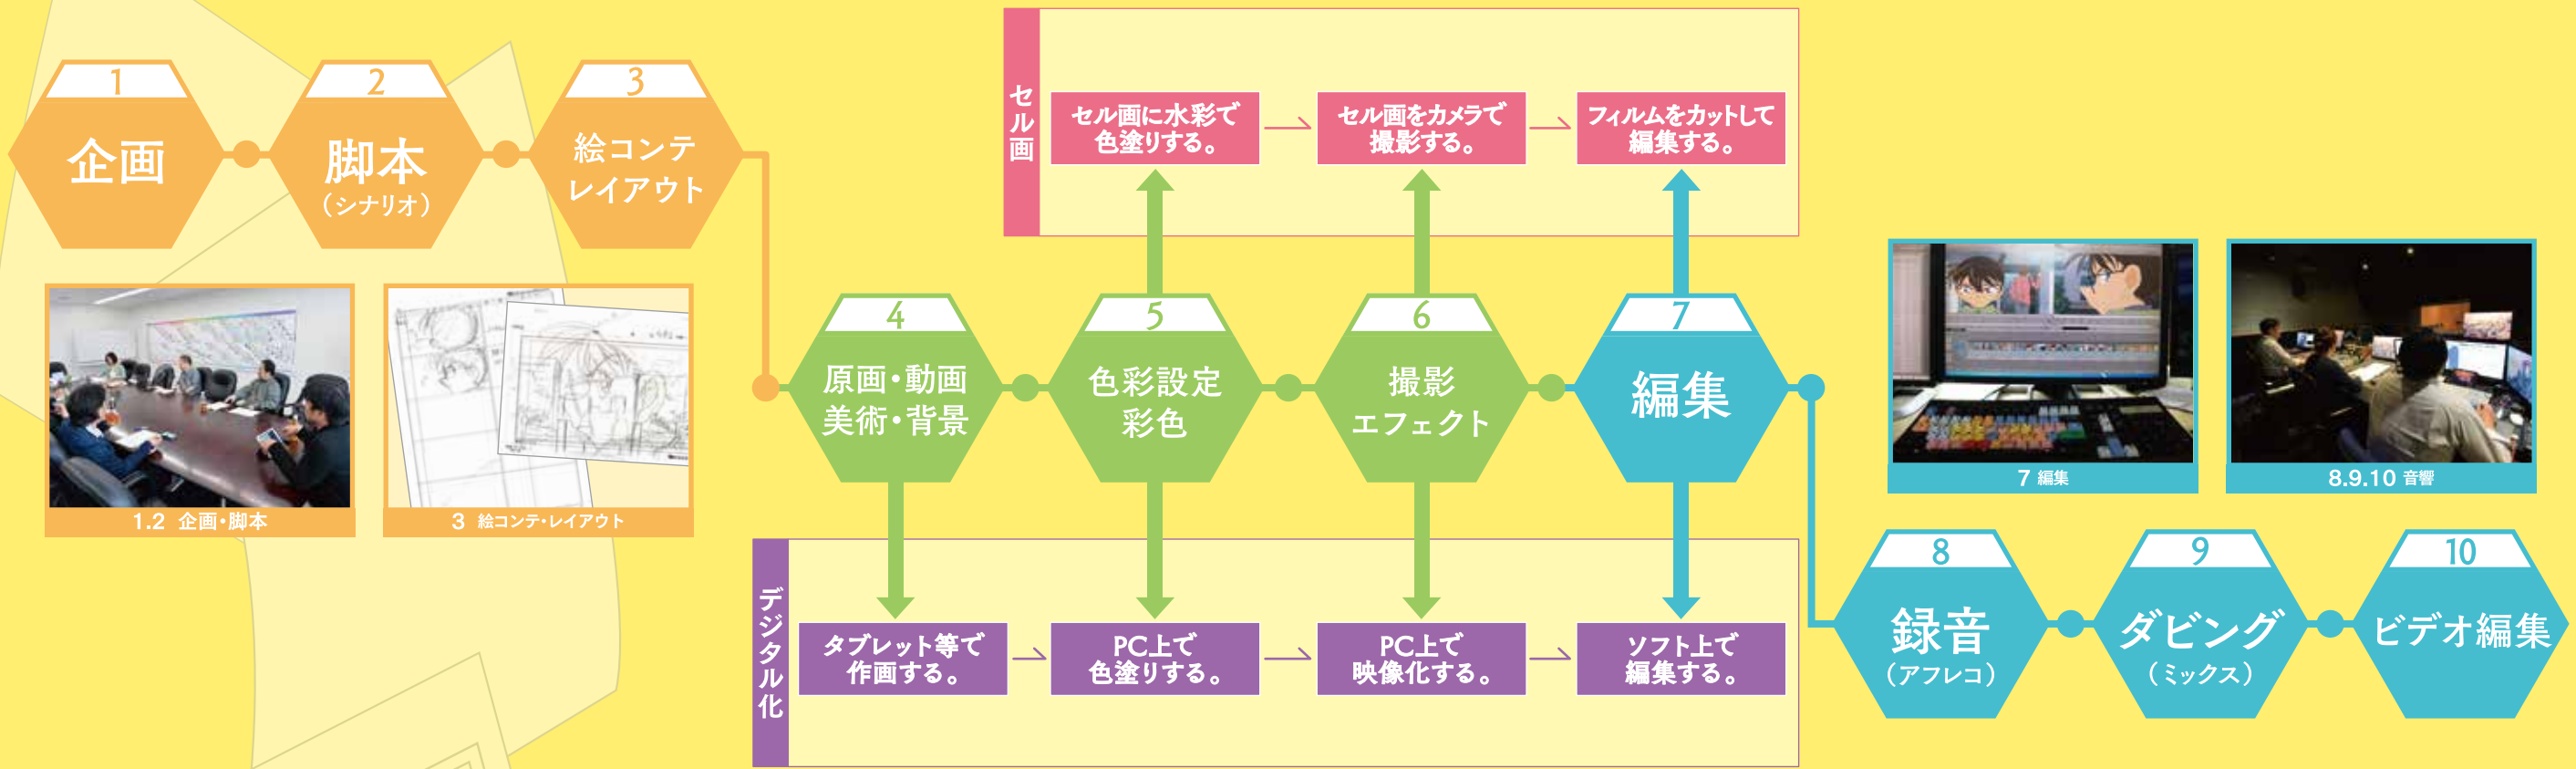 1
企画
2
脚本
（シナリオ）
3
絵コンテ
レイアウト
1.2 企画・脚本
3 絵コンテ・レイアウト
セル画
セル画に水彩で
色塗りする。
セル画をカメラで
撮影する。
フィルムをカットして
編集する。
4
原画・動画
美術・背景
5
色彩設定
彩色
6
撮影
エフェクト
7
編集
デジタル化
タブレット等で
作画する。
PC上で
色塗りする。
PC上で
映像化する。
ソフト上で
編集する。
7 編集
8.9.10 音響
8
録音
（アフレコ）
9
ダビング
（ミックス）
10
ビデオ編集